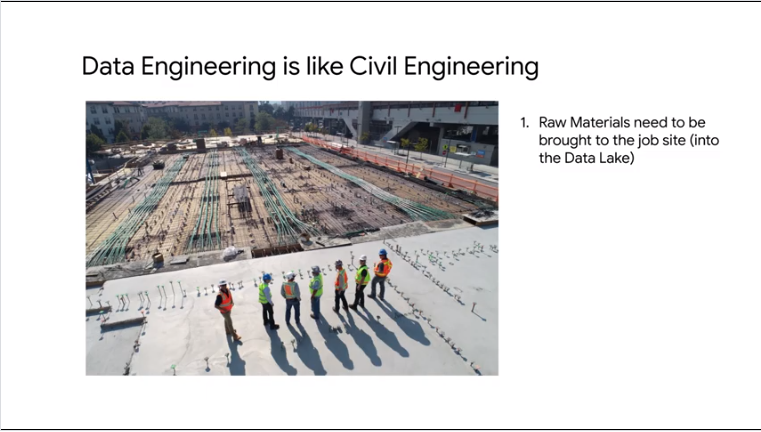 Data Engineering is like Civil Engineering
1. Raw Materials need to be
brought to the job site (into
the Data Lake)